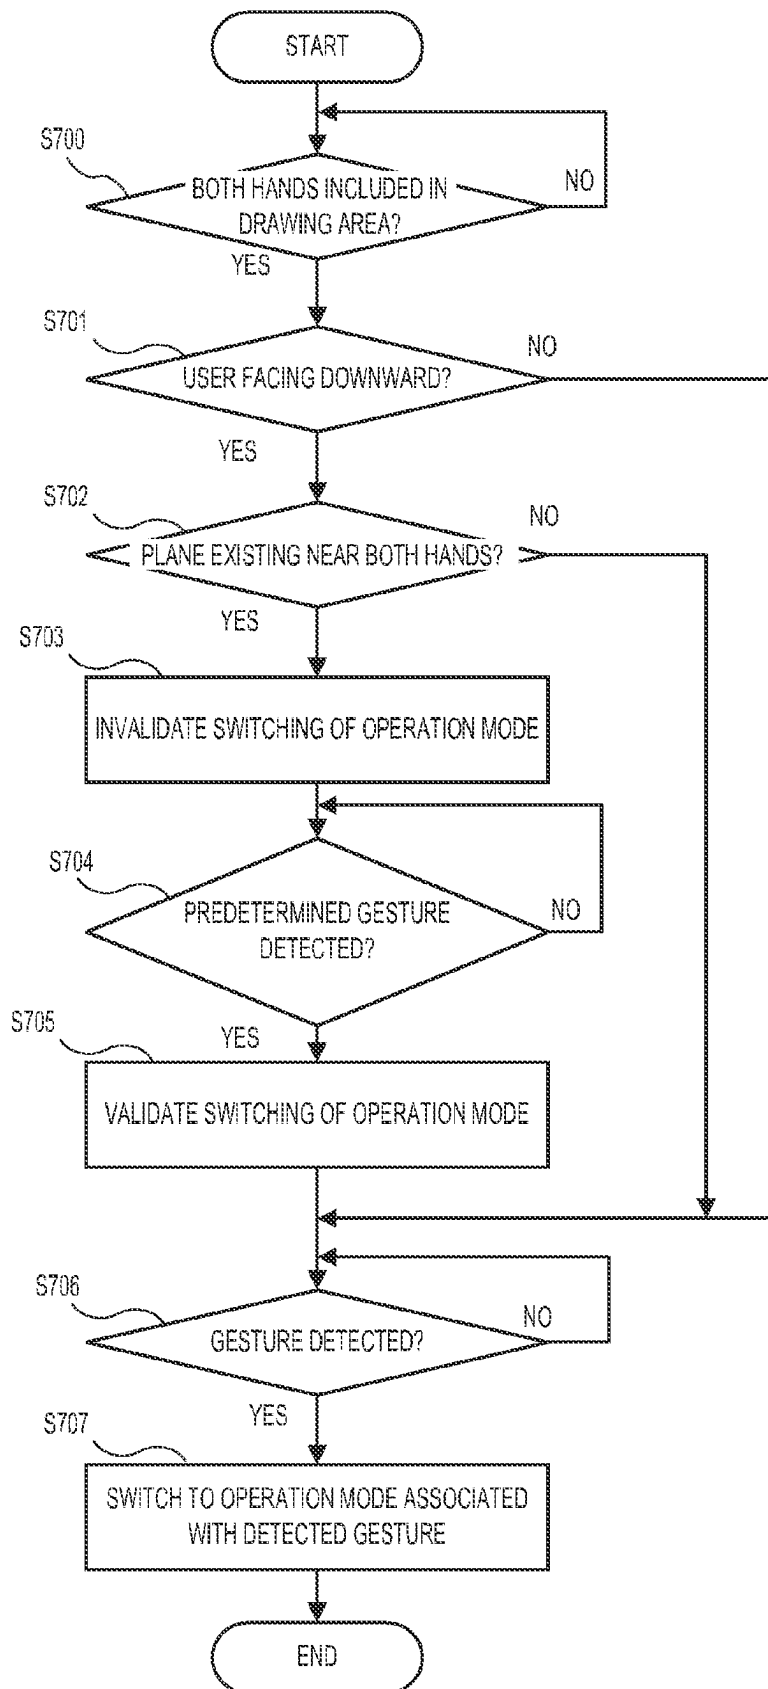 START
S700
BOTH HANDS INCLUDED IN
DRAWING AREA?
NO
YES
S701
USER FACING DOWNWARD?
NO
YES
S702
PLANE EXISTING NEAR BOTH HANDS?
NO
YES
S703
INVALIDATE SWITCHING OF OPERATION MODE
S704
PREDETERMINED GESTURE
DETECTED?
NO
YES
S705
VALIDATE SWITCHING OF OPERATION MODE
S706
GESTURE DETECTED?
NO
YES
S707
SWITCH TO OPERATION MODE ASSOCIATED
WITH DETECTED GESTURE
END